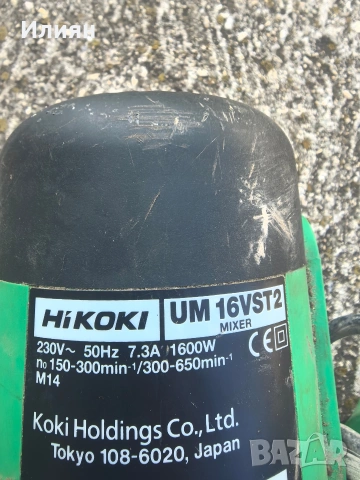 Илиян
HiKOKI
UM 16VST2
MIXER
230V~ 50Hz 7.3A 1600W
n₀ 150-300min⁻¹/300-650min⁻¹
M14
CE
Koki Holdings Co., Ltd.
Tokyo 108-6020, Japan
BAZAR